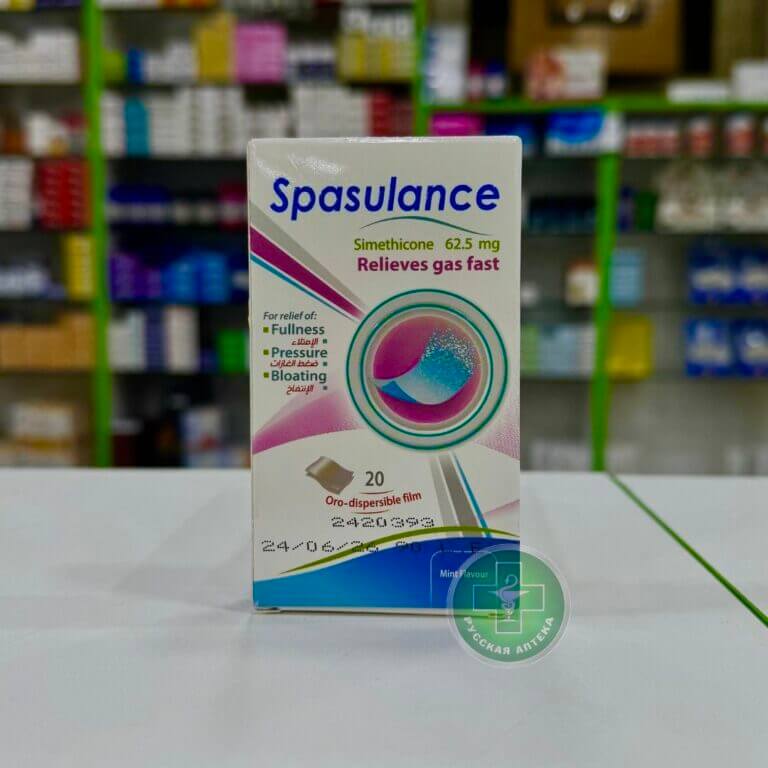 Spasulance
Simethicone 62.5 mg
Relieves gas fast
For relief of:
Fullness
الإمتلاء
Pressure
ضغط الغازات
Bloating
الإنتفاخ
20
Oro-dispersible film
2420393
24/06/26 90 L.E
Mint Flavour
РУССКАЯ АПТЕКА